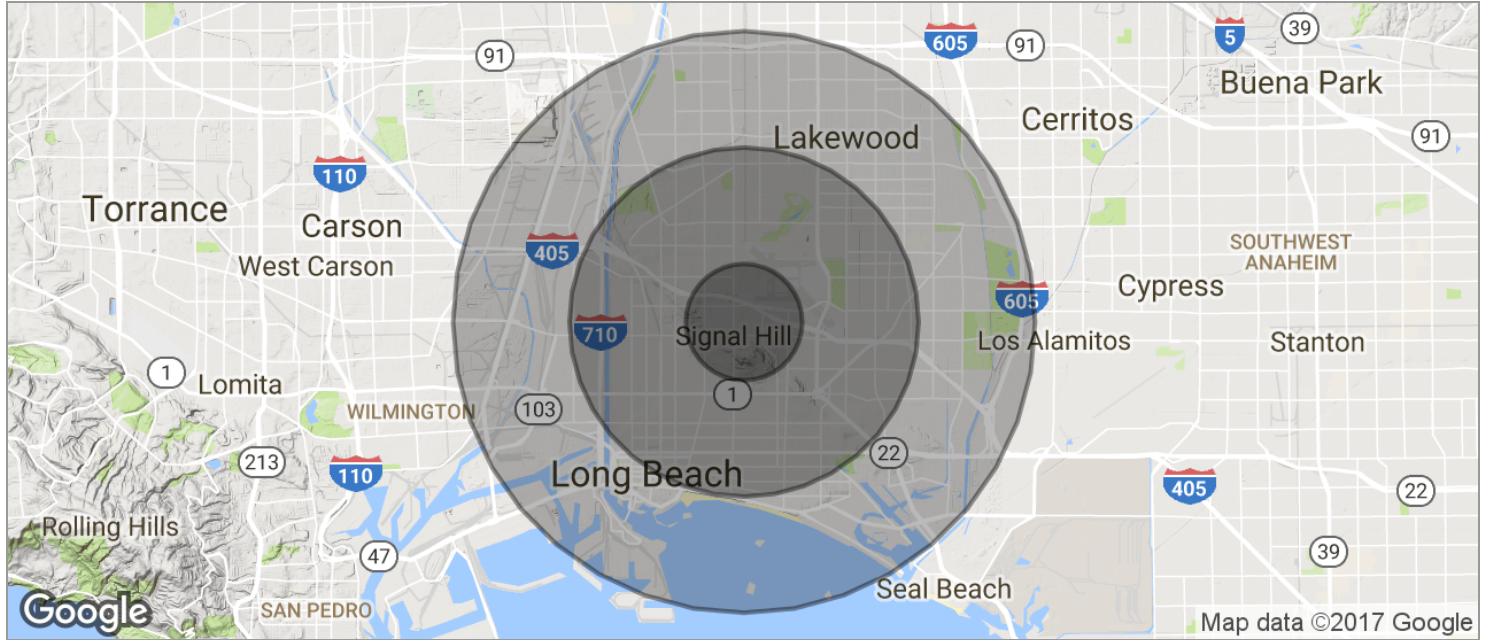 91
605
91
5
39
Buena Park
Cerritos
Lakewood
91
110
Torrance
Carson
405
SOUTHWEST
ANAHEIM
West Carson
605
Cypress
710
Signal Hill
Los Alamitos
Stanton
1
Lomita
1
WILMINGTON
103
22
213
110
Long Beach
405
22
Rolling Hills
47
39
Seal Beach
Google
SAN PEDRO
Map data ©2017 Google